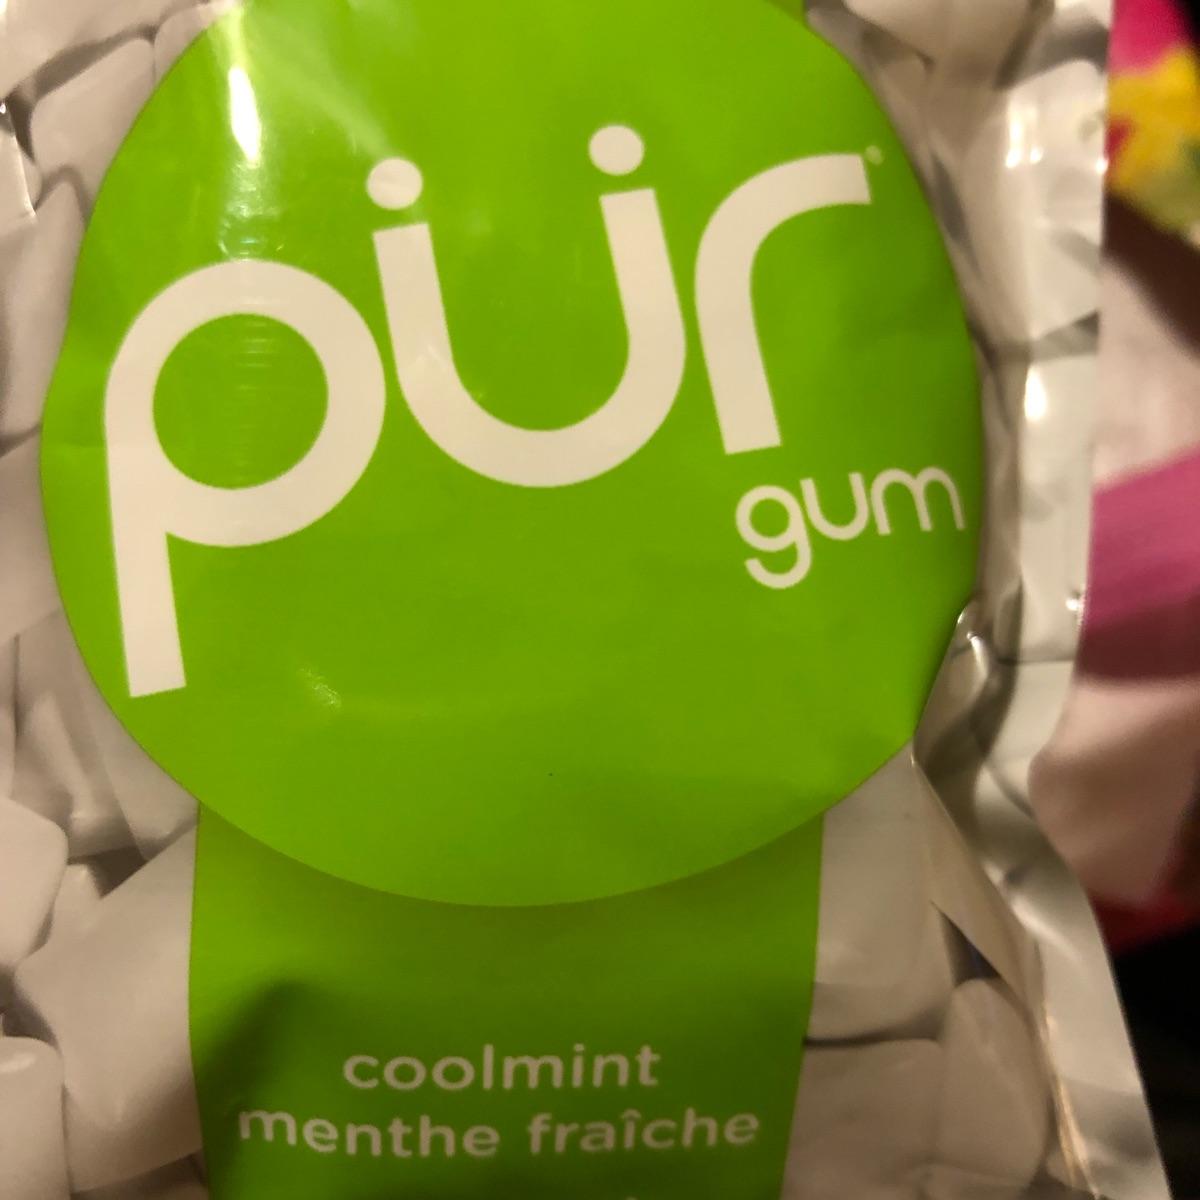 pür
gum
coolmint
menthe fraîche